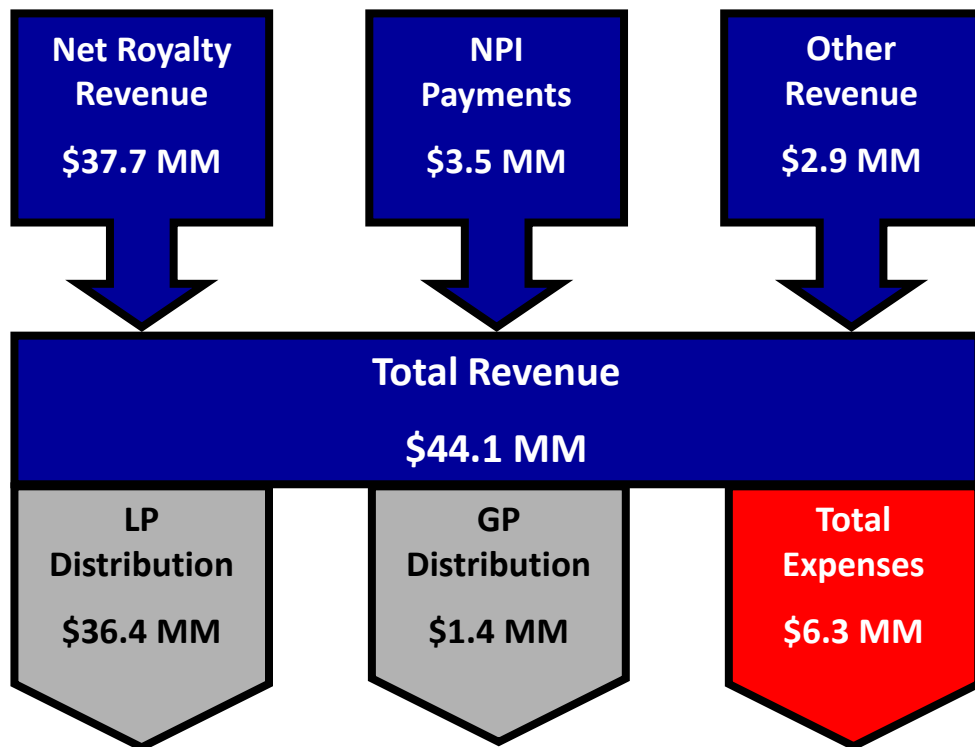 Net Royalty
Revenue
$37.7 MM
NPI
Payments
$3.5 MM
Other
Revenue
$2.9 MM
Total Revenue
$44.1 MM
LP
Distribution
$36.4 MM
GP
Distribution
$1.4 MM
Total
Expenses
$6.3 MM